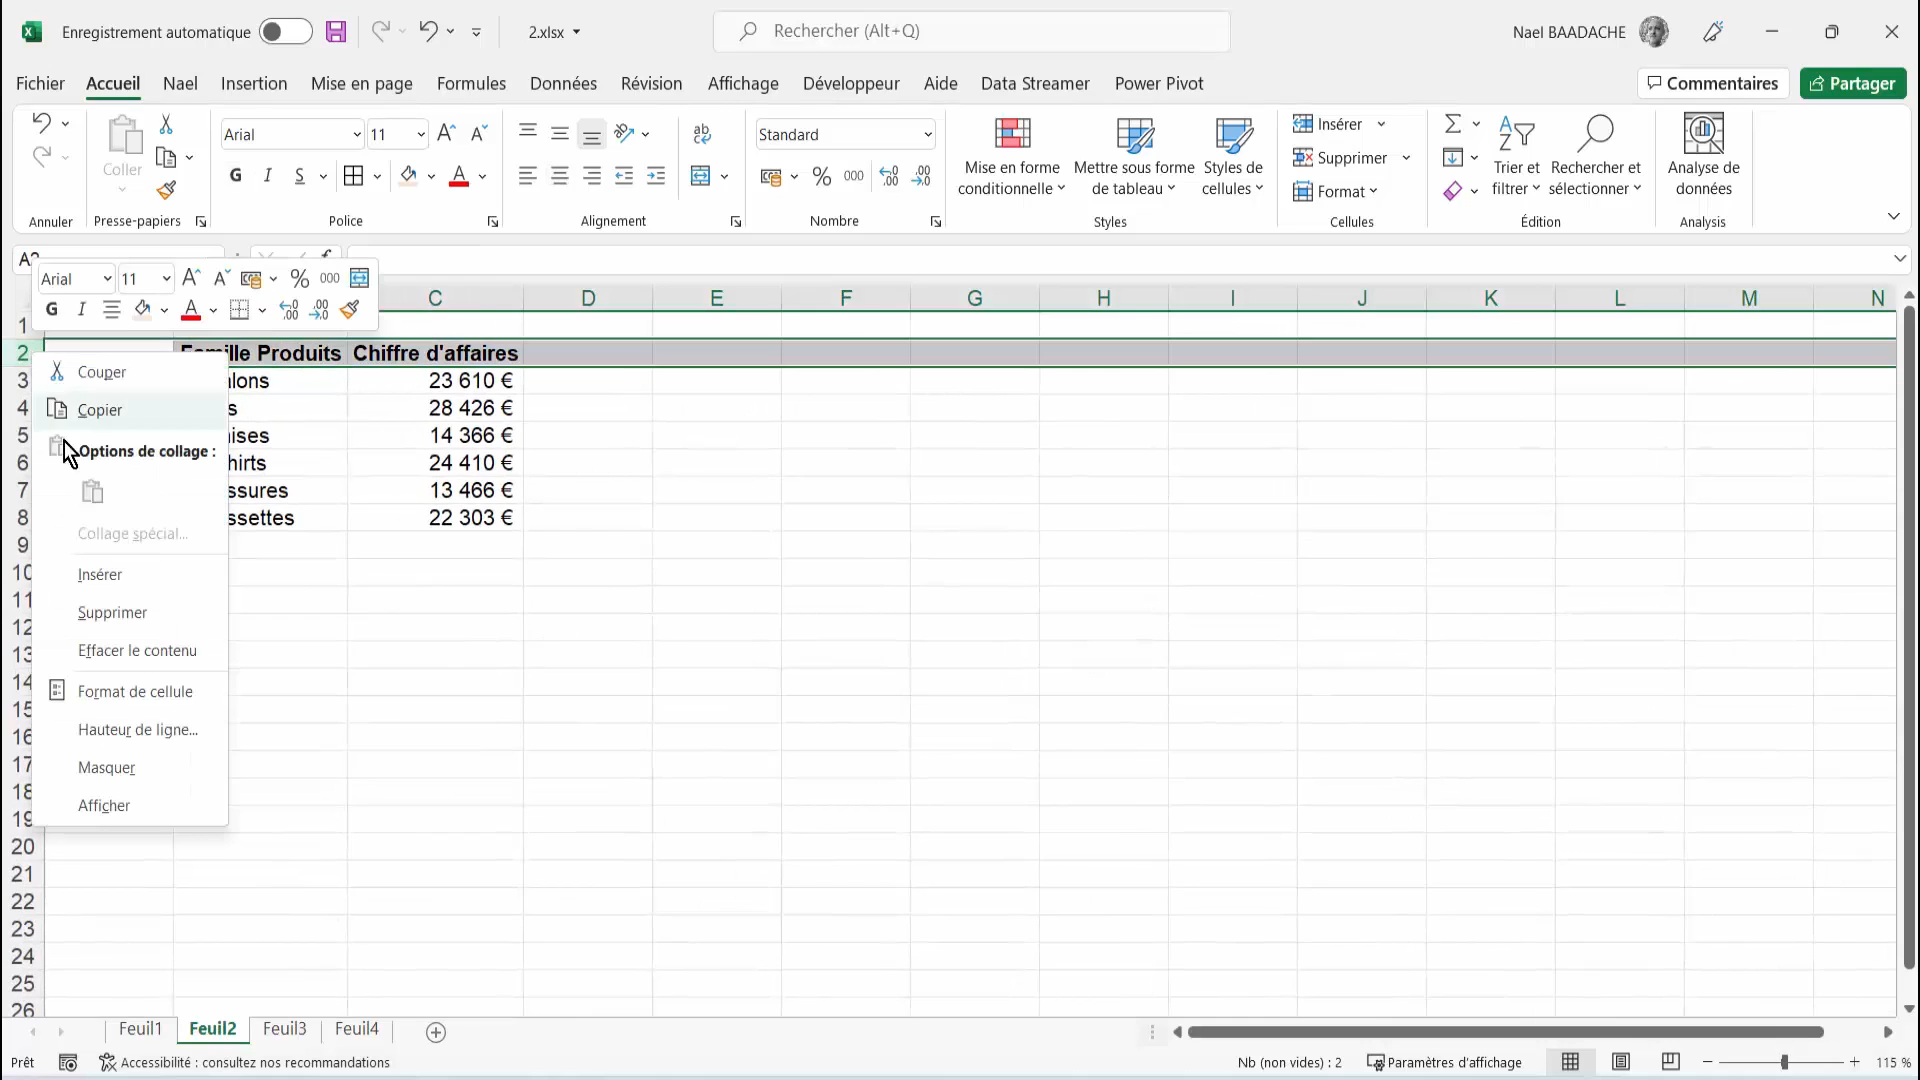 Enregistrement automatique
2.xlsx
Rechercher (Alt+Q)
Nael BAADACHE
Fichier Accueil Nael Insertion Mise en page Formules Données Révision Affichage Développeur Aide Data Streamer Power Pivot
Commentaires
Partager
Coller
Arial 11
G I S A
ab
Standard
% 000
Mise en forme conditionnelle
Mettre sous forme de tableau
Styles de cellules
Insérer
Supprimer
Format
Trier et filtrer
Rechercher et sélectionner
Analyse de données
Annuler Presse-papiers Police Alignement Nombre Styles Cellules Édition Analysis
Arial 11 % 000
G I A
C D E F G H I J K L M N
1
2 Famille Produits Chiffre d'affaires
3 lons 23 610 €
4 s 28 426 €
5 ises 14 366 €
6 hirts 24 410 €
7 ssures 13 466 €
8 ssettes 22 303 €
9
10
11
12
13
14
15
16
17
18
19
20
21
22
23
24
25
26
Couper
Copier
Options de collage :
Collage spécial...
Insérer
Supprimer
Effacer le contenu
Format de cellule
Hauteur de ligne...
Masquer
Afficher
Feuil1 Feuil2 Feuil3 Feuil4
Prêt
Accessibilité : consultez nos recommandations
Nb (non vides) : 2
Paramètres d'affichage
115 %